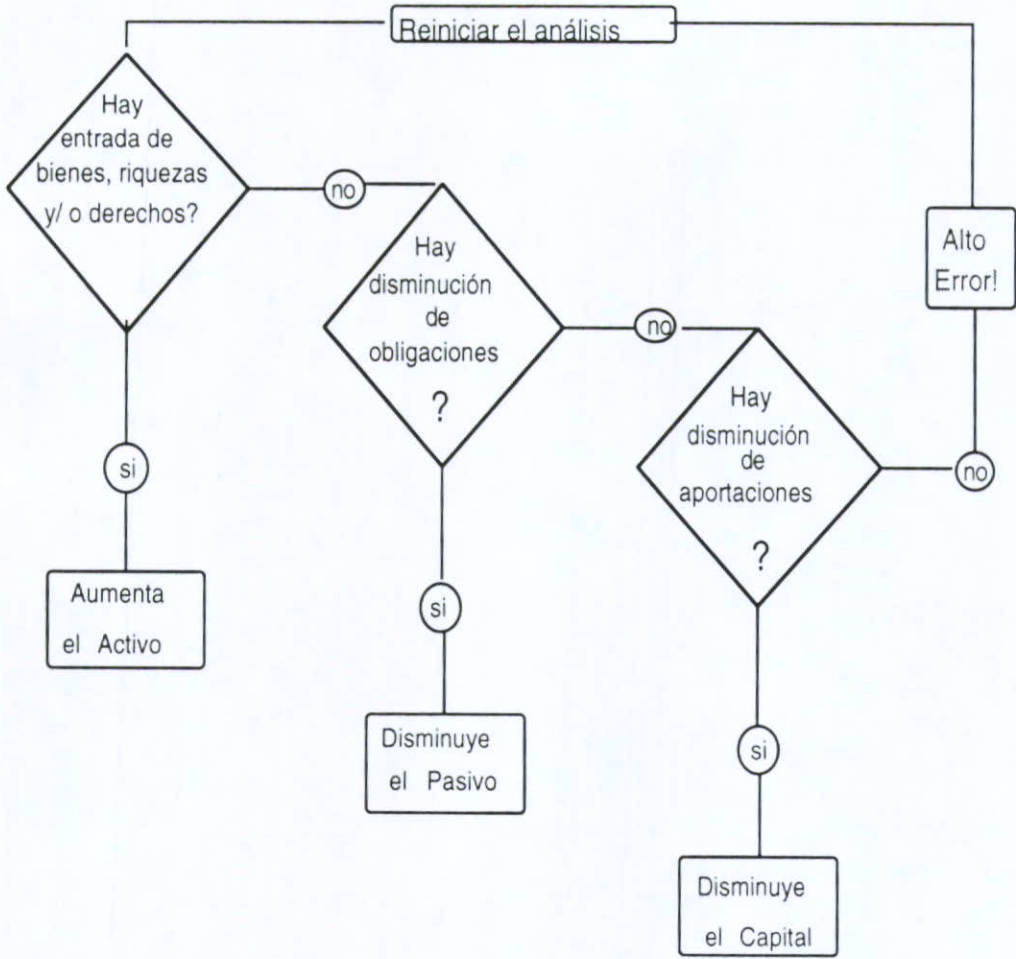 Reiniciar el análisis
Hay
entrada de
bienes, riquezas
y/ o derechos?
no
Hay
disminución
de
obligaciones
?
no
Hay
disminución
de
aportaciones
?
no
Alto
Error!
si
Aumenta
el Activo
si
Disminuye
el Pasivo
si
Disminuye
el Capital